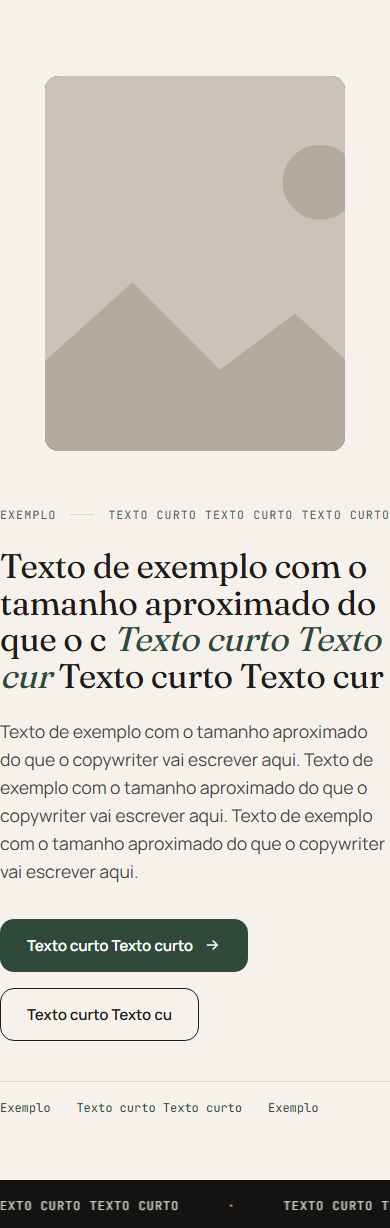 EXEMPLO TEXTO CURTO TEXTO CURTO TEXTO CURTO
Texto de exemplo com o
tamanho aproximado do
que o c Texto curto Texto
cur Texto curto Texto cur
Texto de exemplo com o tamanho aproximado
do que o copywriter vai escrever aqui. Texto de
exemplo com o tamanho aproximado do que o
copywriter vai escrever aqui. Texto de exemplo
com o tamanho aproximado do que o copywriter
vai escrever aqui.
Texto curto Texto curto →
Texto curto Texto cu
Exemplo Texto curto Texto curto Exemplo
EXTO CURTO TEXTO CURTO • TEXTO CURTO T